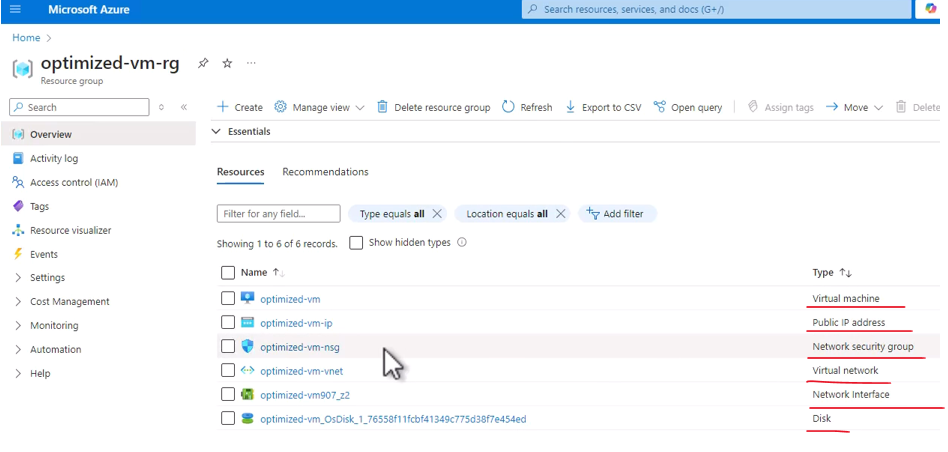 Microsoft Azure
Search resources, services, and docs (G+/)
Home
optimized-vm-rg
Resource group
Search
Create Manage view Delete resource group Refresh Export to CSV Open query Assign tags Move Delete
Overview
Essentials
Activity log
Access control (IAM)
Tags
Resource visualizer
Events
Settings
Cost Management
Monitoring
Automation
Help
Resources Recommendations
Filter for any field... Type equals all Location equals all Add filter
Showing 1 to 6 of 6 records. Show hidden types
Name Type
optimized-vm Virtual machine
optimized-vm-ip Public IP address
optimized-vm-nsg Network security group
optimized-vm-vnet Virtual network
optimized-vm907_z2 Network Interface
optimized-vm_OsDisk_1_76558f11fcbf41349c775d38f7e454ed Disk